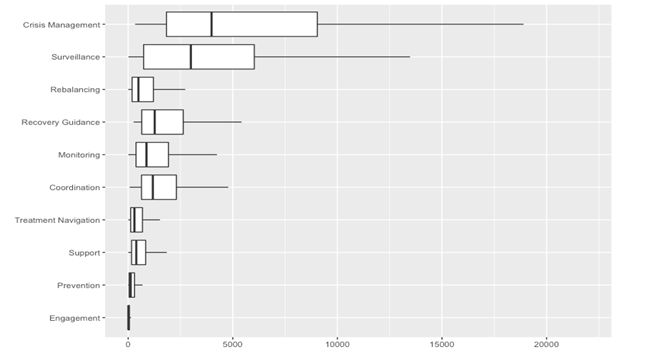 Crisis Management
Surveillance
Rebalancing
Recovery Guidance
Monitoring
Coordination
Treatment Navigation
Support
Prevention
Engagement
0 5000 10000 15000 20000